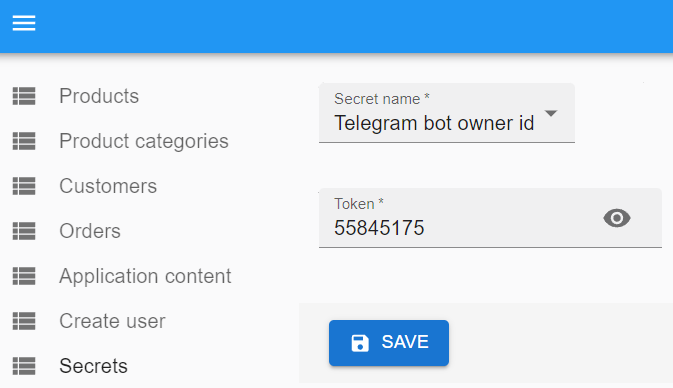 Products
Product categories
Customers
Orders
Application content
Create user
Secrets
Secret name *
Telegram bot owner id
Token *
55845175
SAVE